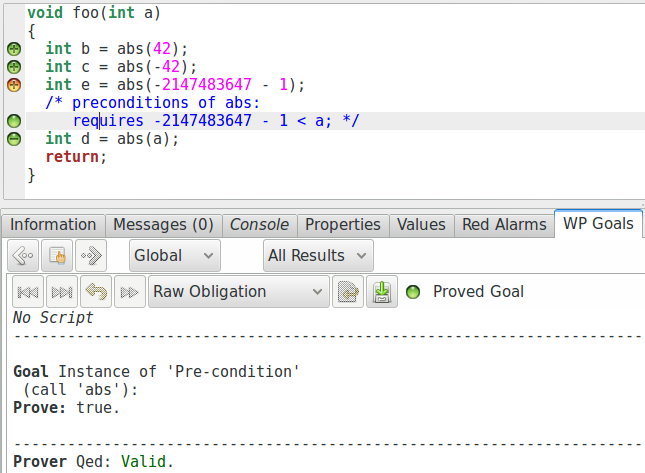 void foo(int a)
{
int b = abs(42);
int c = abs(-42);
int e = abs(-2147483647 - 1);
/* preconditions of abs:
requires -2147483647 - 1 < a; */
int d = abs(a);
return;
}
Information Messages (0) Console Properties Values Red Alarms WP Goals
Global All Results
Raw Obligation Proved Goal
No Script
--------------------------------------------------------------------------------
Goal Instance of 'Pre-condition'
(call 'abs'):
Prove: true.
--------------------------------------------------------------------------------
Prover Qed: Valid.